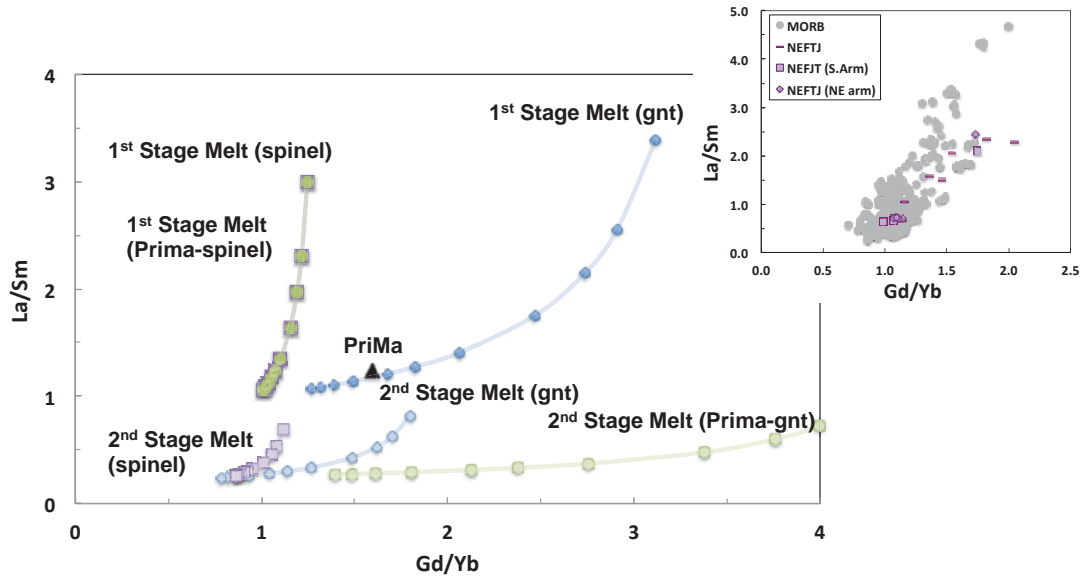 5.0
4.0
3.0
2.0
1.0
0.0
La/Sm
MORB
NEFTJ
NEFJT (S.Arm)
NEFTJ (NE arm)
0.0 0.5 1.0 1.5 2.0 2.5
Gd/Yb
4
3
2
1
0
La/Sm
1st Stage Melt (gnt)
1st Stage Melt (spinel)
1st Stage Melt
(Prima-spinel)
PriMa
2nd Stage Melt (gnt)
2nd Stage Melt (Prima-gnt)
2nd Stage Melt
(spinel)
0 1 2 3 4
Gd/Yb